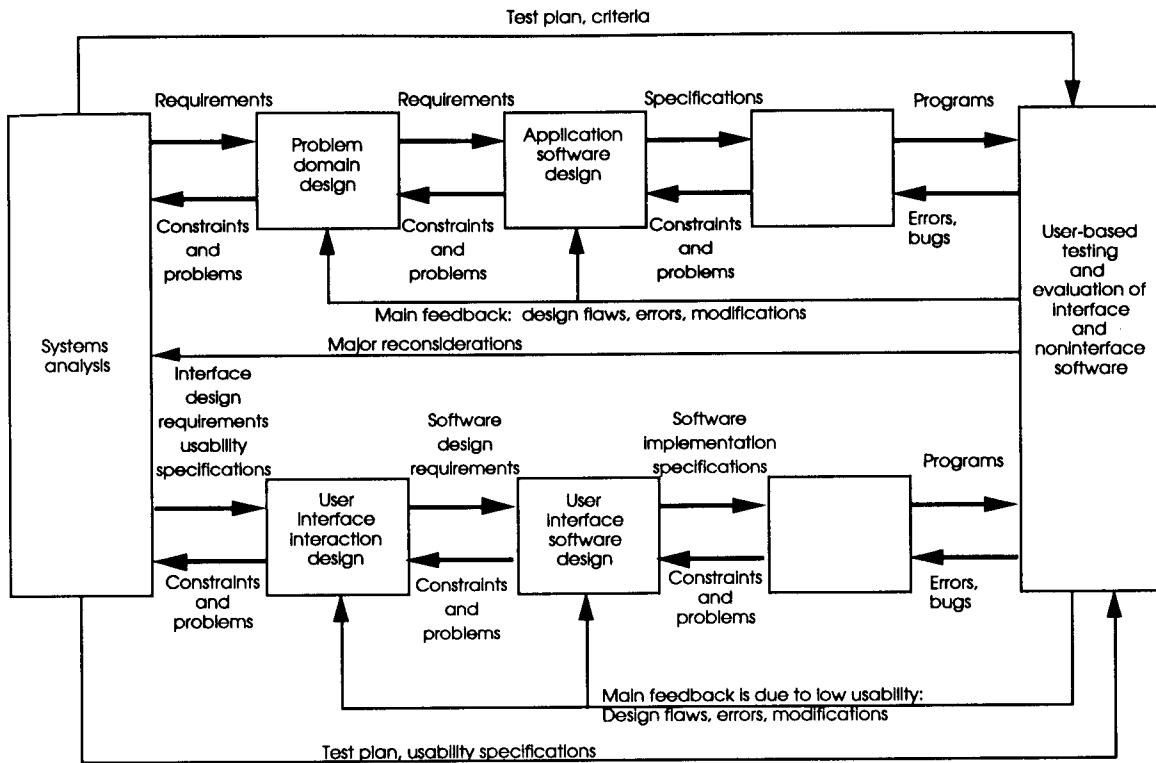 Test plan, criteria
Requirements
Requirements
Specifications
Programs
Problem
domain
design
Application
software
design
Constraints
and
problems
Constraints
and
problems
Constraints
and
problems
Errors,
bugs
User-based
testing
and
evaluation of
interface
and
noninterface
software
Main feedback: design flaws, errors, modifications
Major reconsiderations
Systems
analysis
Interface
design
requirements
usability
specifications
Software
design
requirements
Software
implementation
specifications
Programs
User
interface
interaction
design
User
interface
software
design
Constraints
and
problems
Constraints
and
problems
Constraints
and
problems
Errors,
bugs
Main feedback is due to low usability:
Design flaws, errors, modifications
Test plan, usability specifications